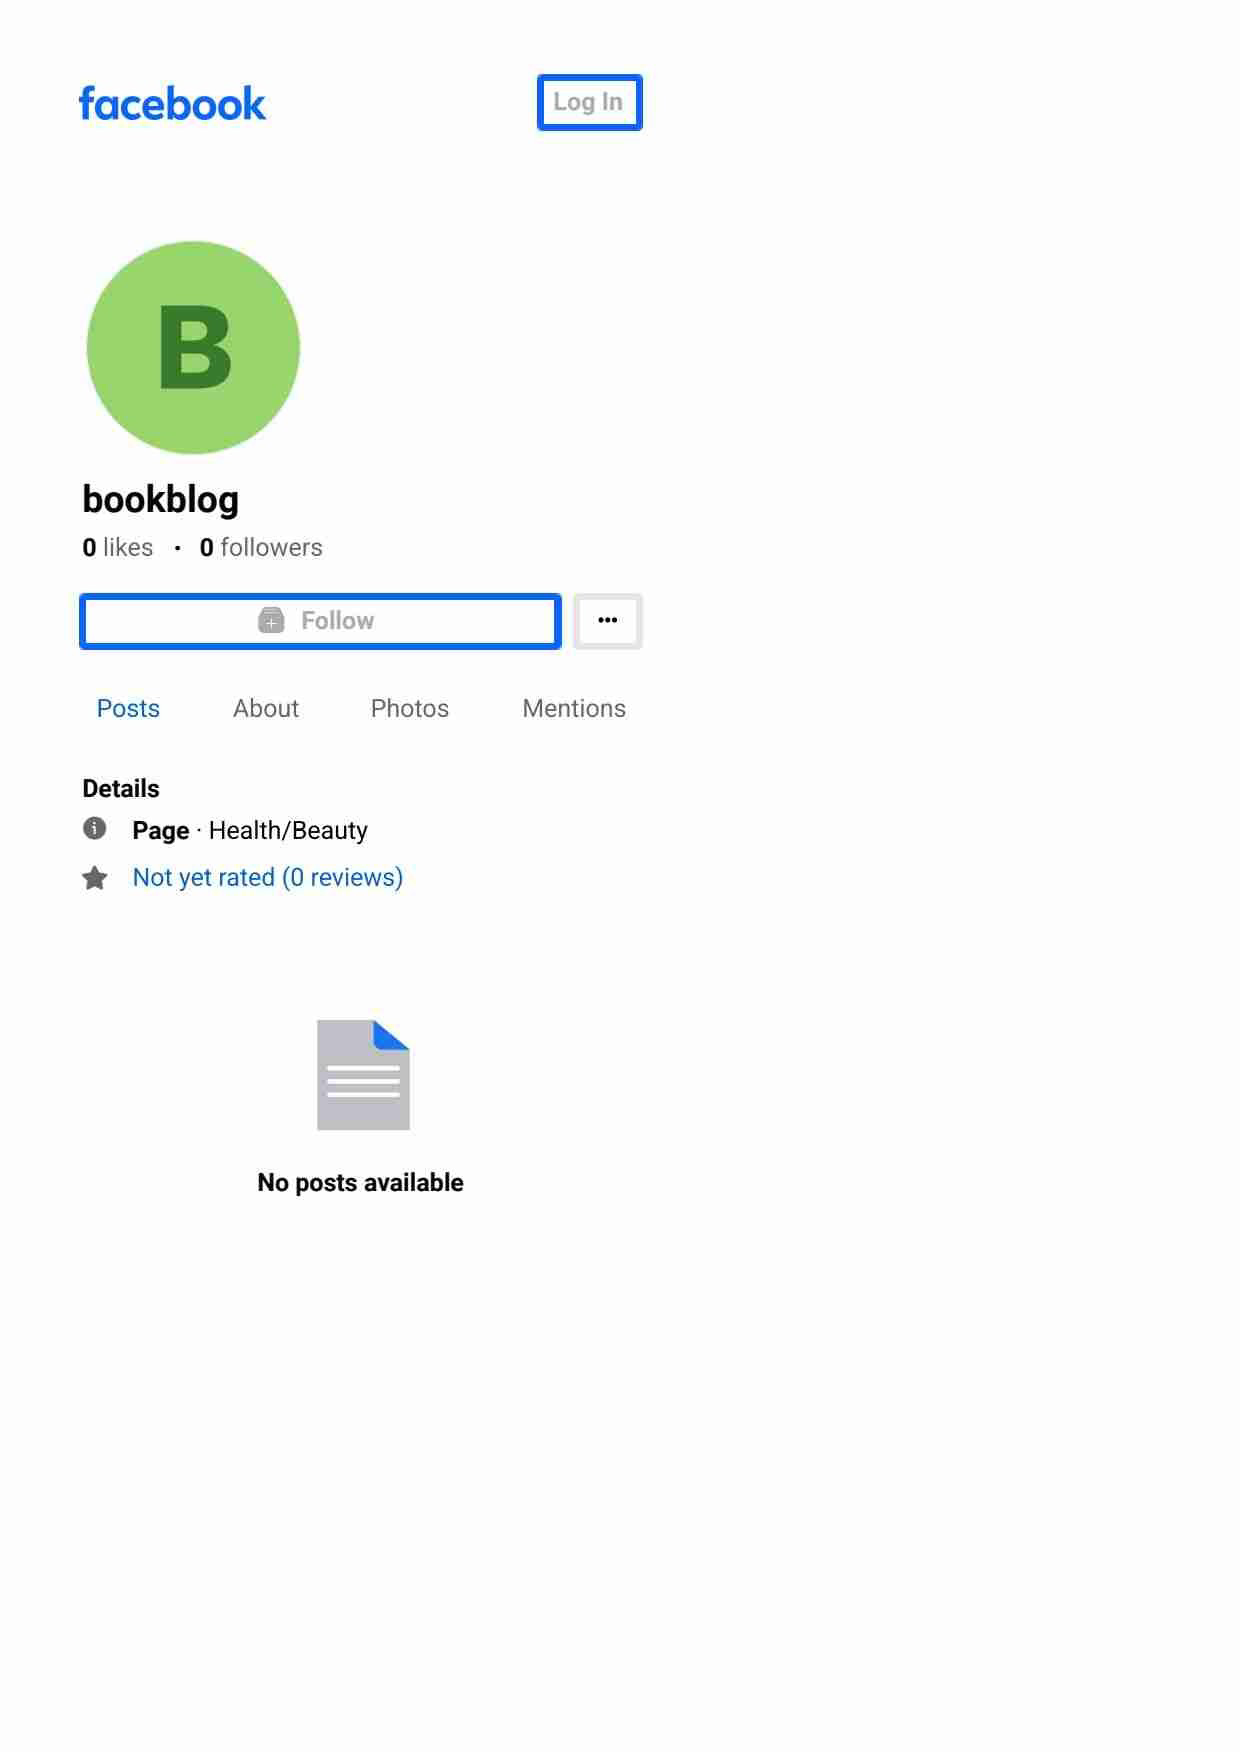 facebook
Log In
B
bookblog
0 likes · 0 followers
Follow
Posts About Photos Mentions
Details
Page · Health/Beauty
Not yet rated (0 reviews)
No posts available